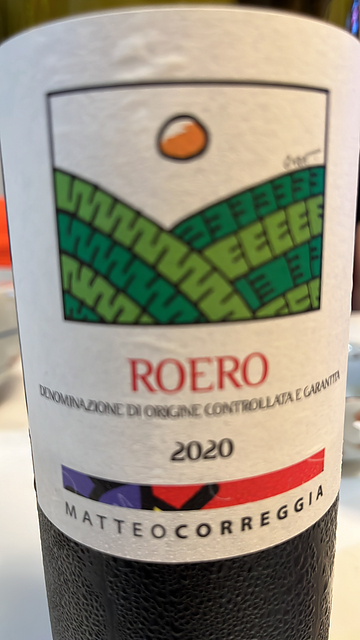 ROERO
DENOMINAZIONE DI ORIGINE CONTROLLATA E GARANTITA
2020
MATTEOCORREGGIA